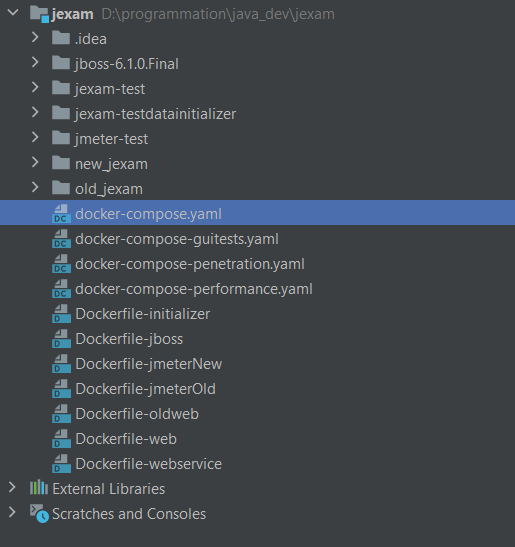 jexam D:\programmation\java_dev\jexam
.idea
jboss-6.1.0.Final
jexam-test
jexam-testdatainitializer
jmeter-test
new_jexam
old_jexam
DC docker-compose.yaml
DC docker-compose-guitests.yaml
DC docker-compose-penetration.yaml
DC docker-compose-performance.yaml
D Dockerfile-initializer
D Dockerfile-jboss
D Dockerfile-jmeterNew
D Dockerfile-jmeterOld
D Dockerfile-oldweb
D Dockerfile-web
D Dockerfile-webservice
External Libraries
Scratches and Consoles